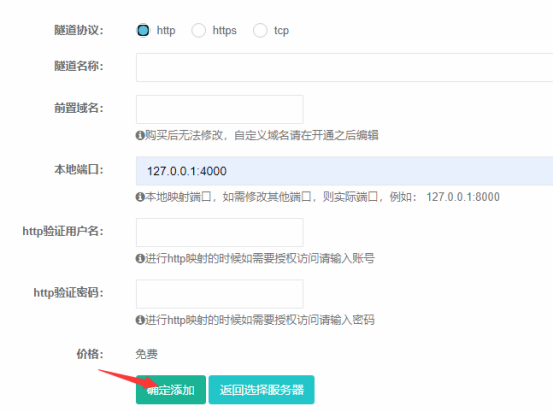 隧道协议: http https tcp
隧道名称:
前置域名:
购买后无法修改，自定义域名请在开通之后编辑
本地端口: 127.0.0.1:4000
本地映射端口，如需修改其他端口，则实际端口，例如： 127.0.0.1:8000
http验证用户名:
进行http映射的时候如需要授权访问请输入账号
http验证密码:
进行http映射的时候如需要授权访问请输入密码
价格: 免费
确定添加 返回选择服务器